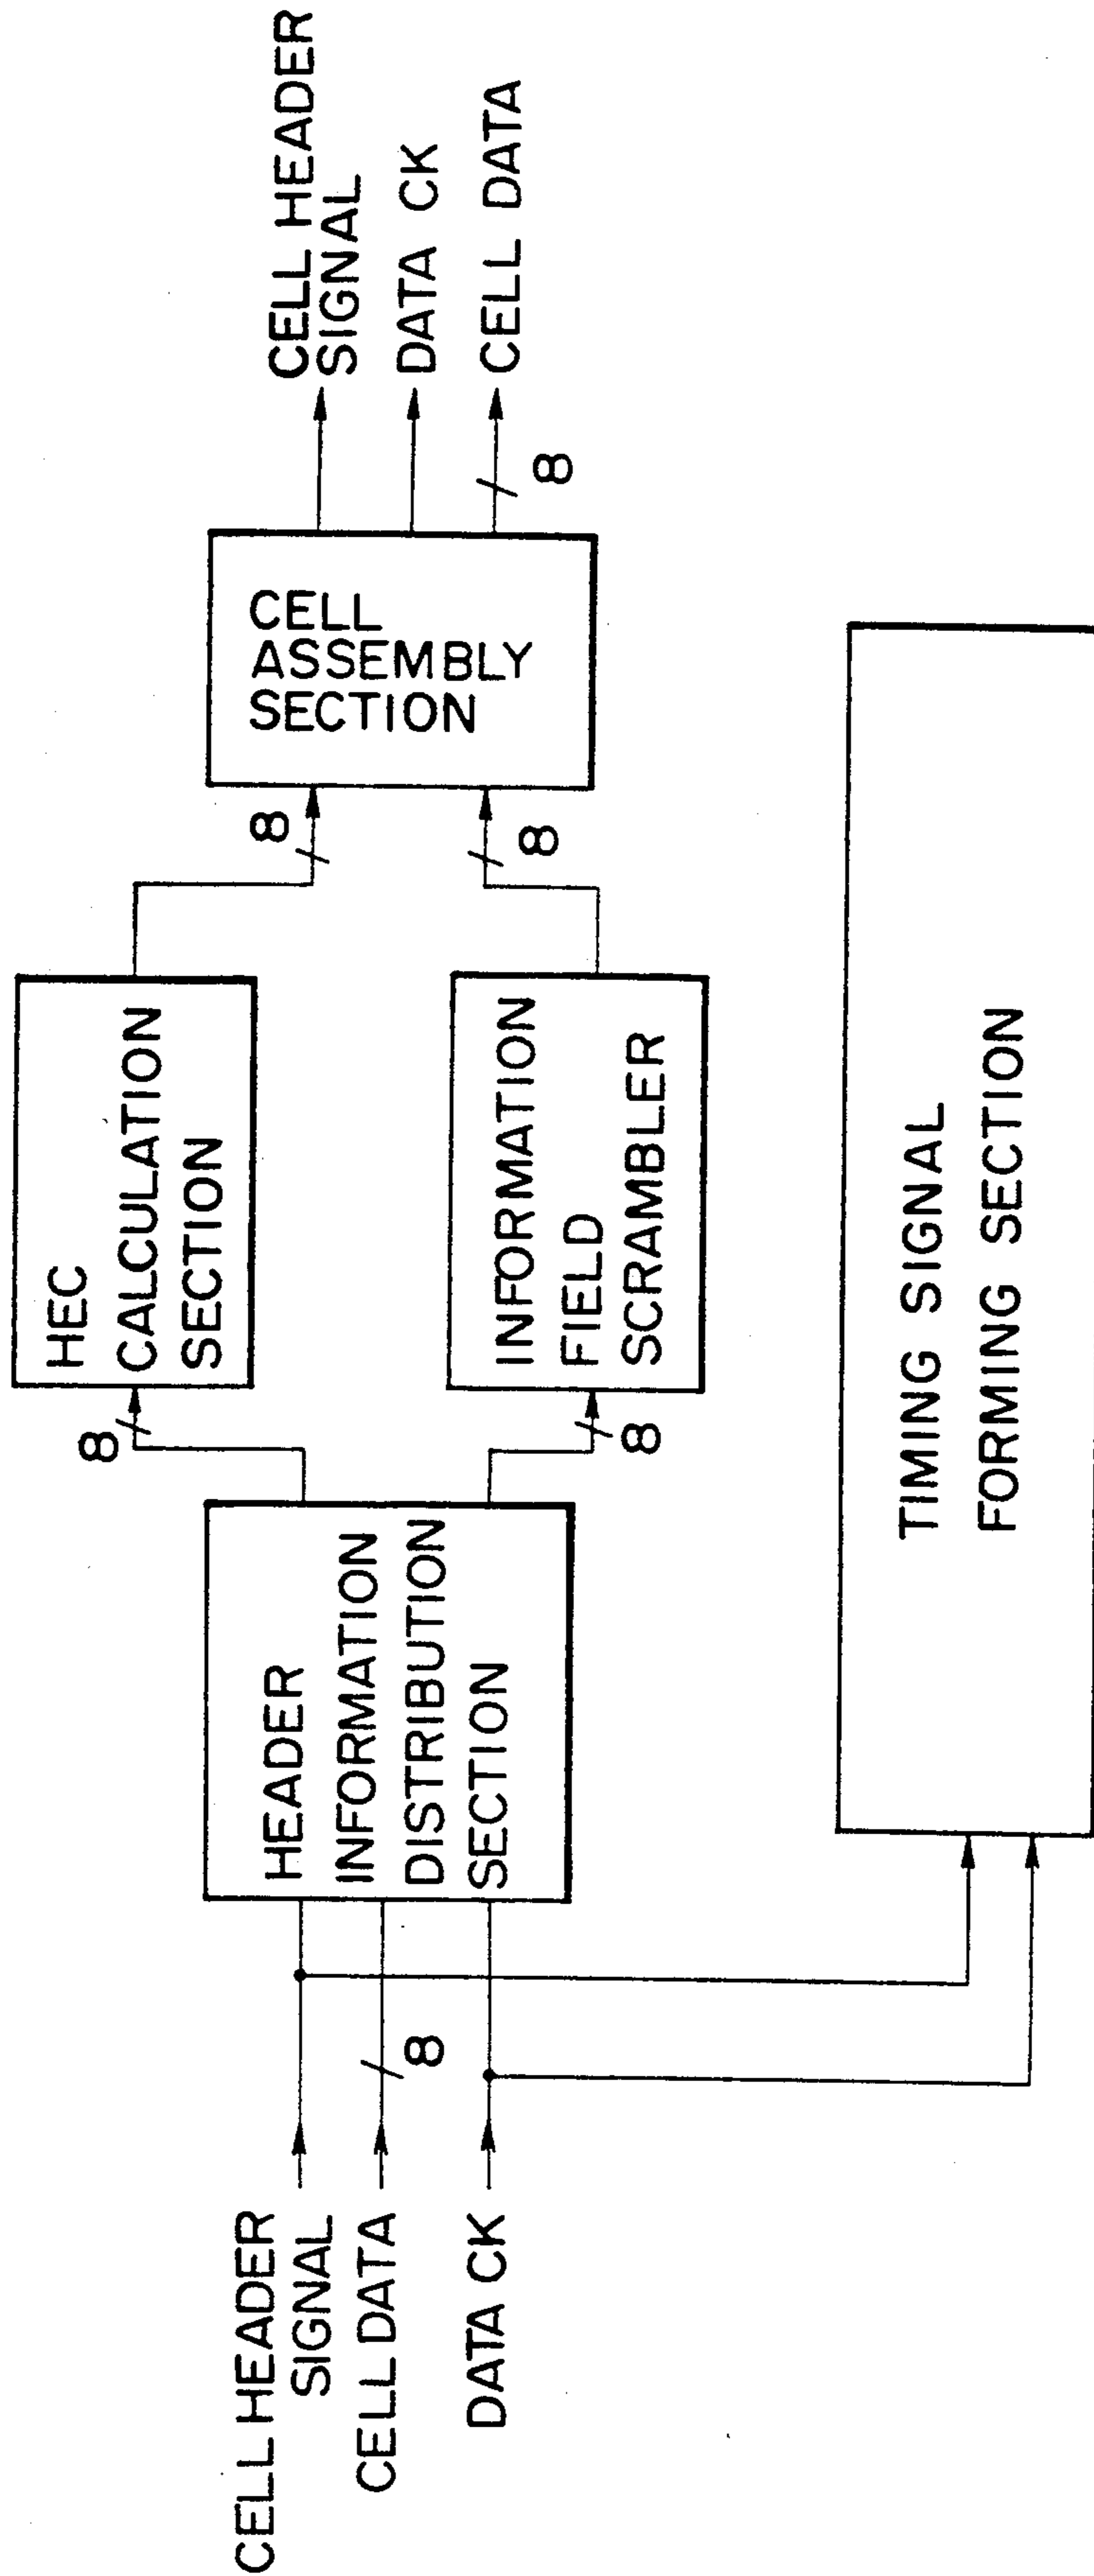 CELL HEADER
SIGNAL
CELL DATA
DATA CK
8
HEADER
INFORMATION
DISTRIBUTION
SECTION
8
8
HEC
CALCULATION
SECTION
INFORMATION
FIELD
SCRAMBLER
8
8
CELL
ASSEMBLY
SECTION
CELL HEADER
SIGNAL
DATA CK
CELL DATA
8
TIMING SIGNAL
FORMING SECTION